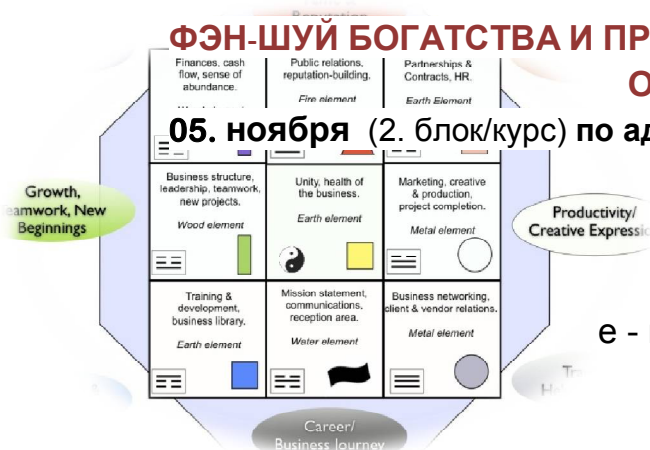 ФЭН-ШУЙ БОГАТСТВА И
Finances, cash
flow, sense of
abundance.
Public relations,
reputation-building.
Fire element
Partnerships &
Contracts, HR.
Earth Element
05. ноября (2. блок/курс) по
Growth,
New
Beginnings
Business structure,
leadership, teamwork,
new projects.
Wood element
Unity, health of
the business.
Earth element
Marketing, creative
& production,
project completion.
Metal element
Productivity/
Creative
Training &
development,
business library.
Earth element
Mission statement,
communications,
reception area.
Water element
Business networking,
client & vendor relations.
Metal element
е -
Career/
Business Journey